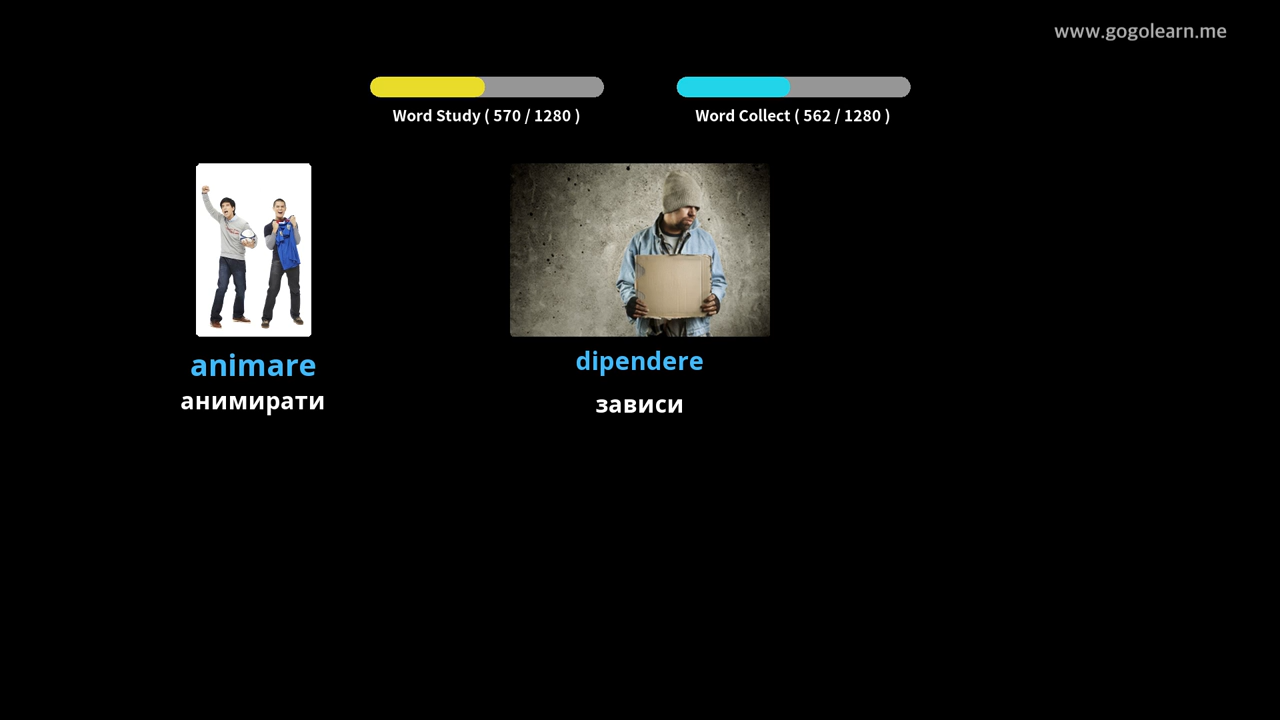 www.gogolearn.me
Word Study ( 570 / 1280 )
Word Collect ( 562 / 1280 )
animare
анимирати
dipendere
зависи